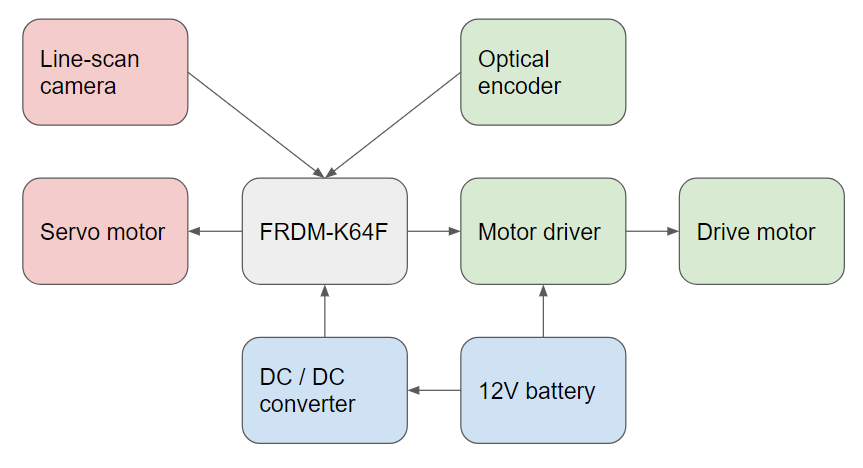 Line-scan
camera
Optical
encoder
Servo motor
FRDM-K64F
Motor driver
Drive motor
DC / DC
converter
12V battery